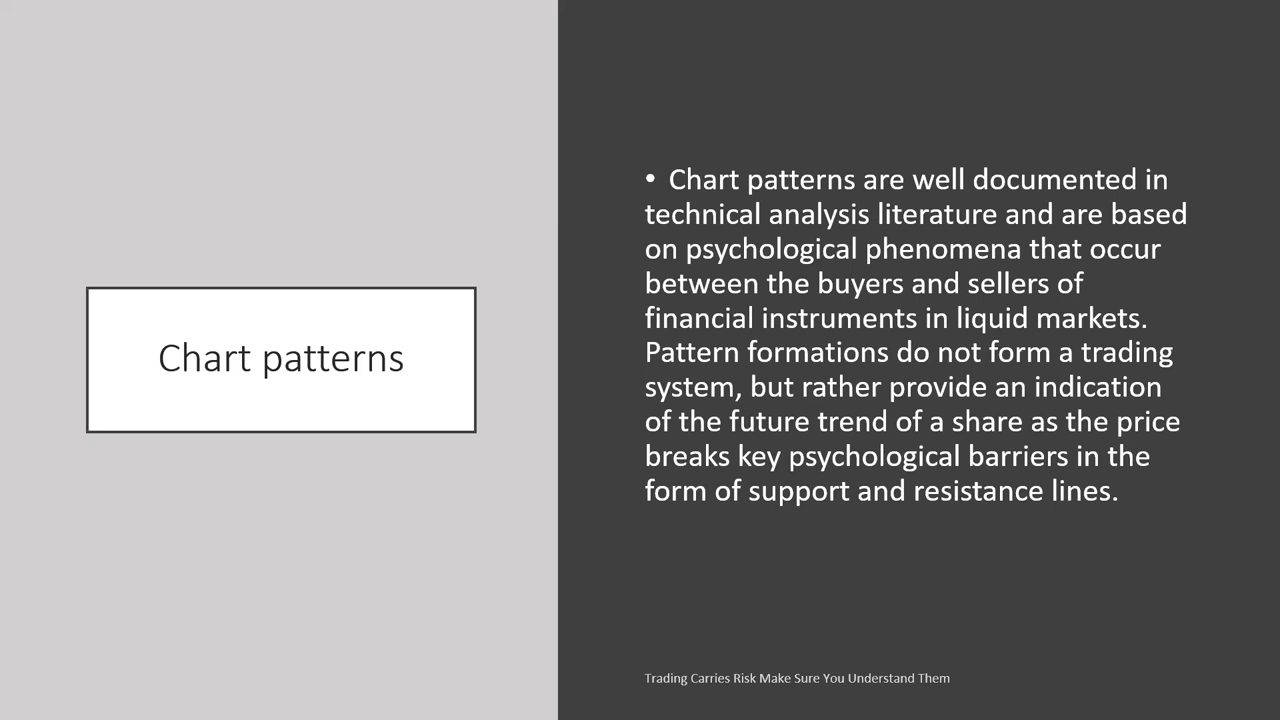 Chart patterns
• Chart patterns are well documented in
technical analysis literature and are based
on psychological phenomena that occur
between the buyers and sellers of
financial instruments in liquid markets.
Pattern formations do not form a trading
system, but rather provide an indication
of the future trend of a share as the price
breaks key psychological barriers in the
form of support and resistance lines.
Trading Carries Risk Make Sure You Understand Them